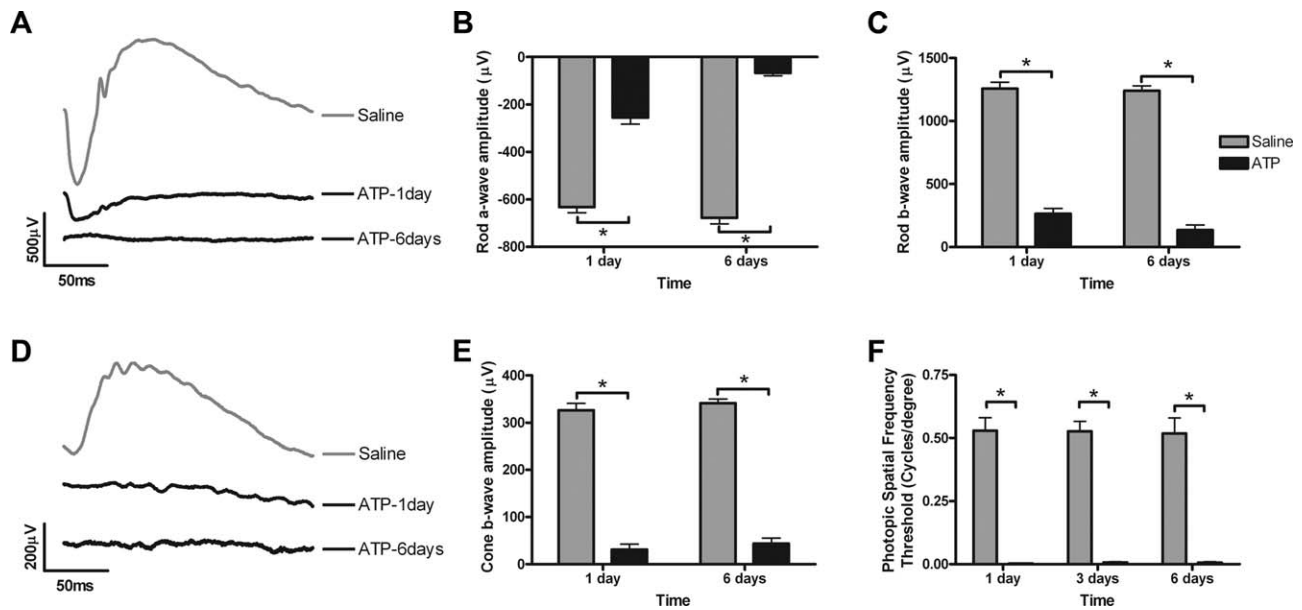 A
Saline
ATP-1day
ATP-6days
500µV
50ms
B
Rod a-wave amplitude (µV)
0
-200
-400
-600
-800
*
*
1 day
6 days
Time
C
Rod b-wave amplitude (µV)
1500
1000
500
0
*
*
1 day
6 days
Time
Saline
ATP
D
Saline
ATP-1day
ATP-6days
200µV
50ms
E
Cone b-wave amplitude (µV)
400
300
200
100
0
*
*
1 day
6 days
Time
F
Photopic Spatial Frequency
Threshold (Cycles/degree)
0.75
0.50
0.25
0.00
*
*
*
1 day
3 days
6 days
Time